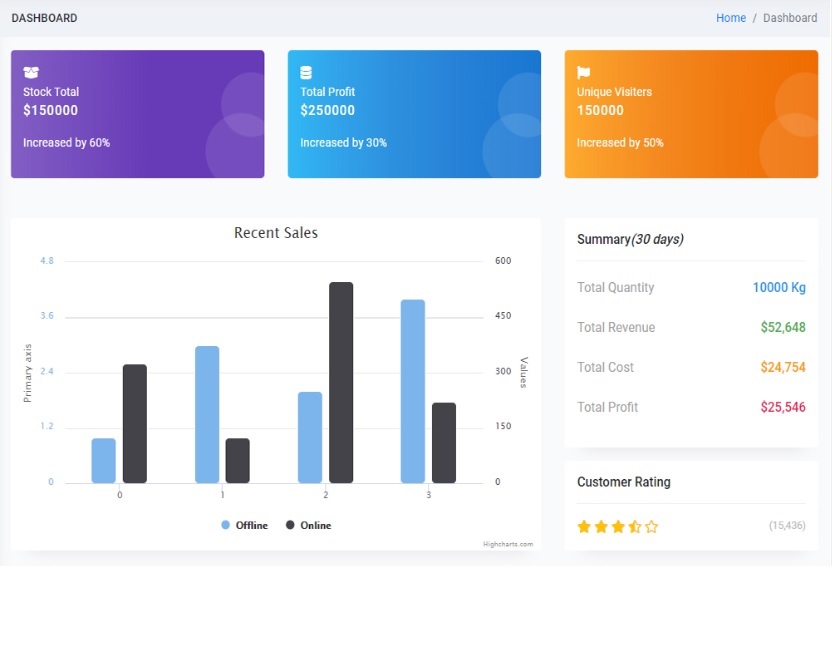 DASHBOARD
Home / Dashboard
Stock Total
$150000
Increased by 60%
Total Profit
$250000
Increased by 30%
Unique Visiters
150000
Increased by 50%
Recent Sales
4.8
3.6
2.4
1.2
0
Primary axis
600
450
300
150
0
Values
0 1 2 3
Offline Online
Highcharts.com
Summary(30 days)
Total Quantity 10000 Kg
Total Revenue $52,648
Total Cost $24,754
Total Profit $25,546
Customer Rating
(15,436)